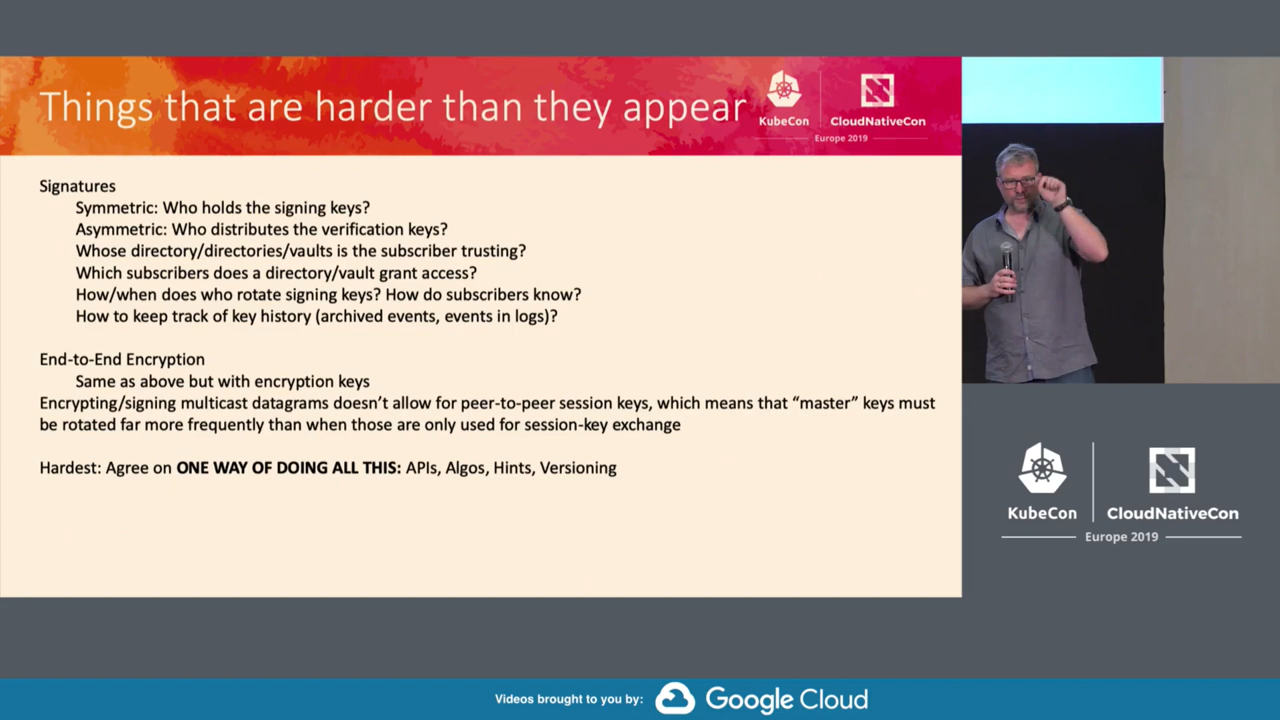 Things that are harder than they appear
KubeCon
CloudNativeCon
Europe 2019
Signatures
Symmetric: Who holds the signing keys?
Asymmetric: Who distributes the verification keys?
Whose directory/directories/vaults is the subscriber trusting?
Which subscribers does a directory/vault grant access?
How/when does who rotate signing keys? How do subscribers know?
How to keep track of key history (archived events, events in logs)?
End-to-End Encryption
Same as above but with encryption keys
Encrypting/signing multicast datagrams doesn’t allow for peer-to-peer session keys, which means that “master” keys must
be rotated far more frequently than when those are only used for session-key exchange
Hardest: Agree on ONE WAY OF DOING ALL THIS: APIs, Algos, Hints, Versioning
KubeCon
CloudNativeCon
Europe 2019
Videos brought to you by:
Google Cloud